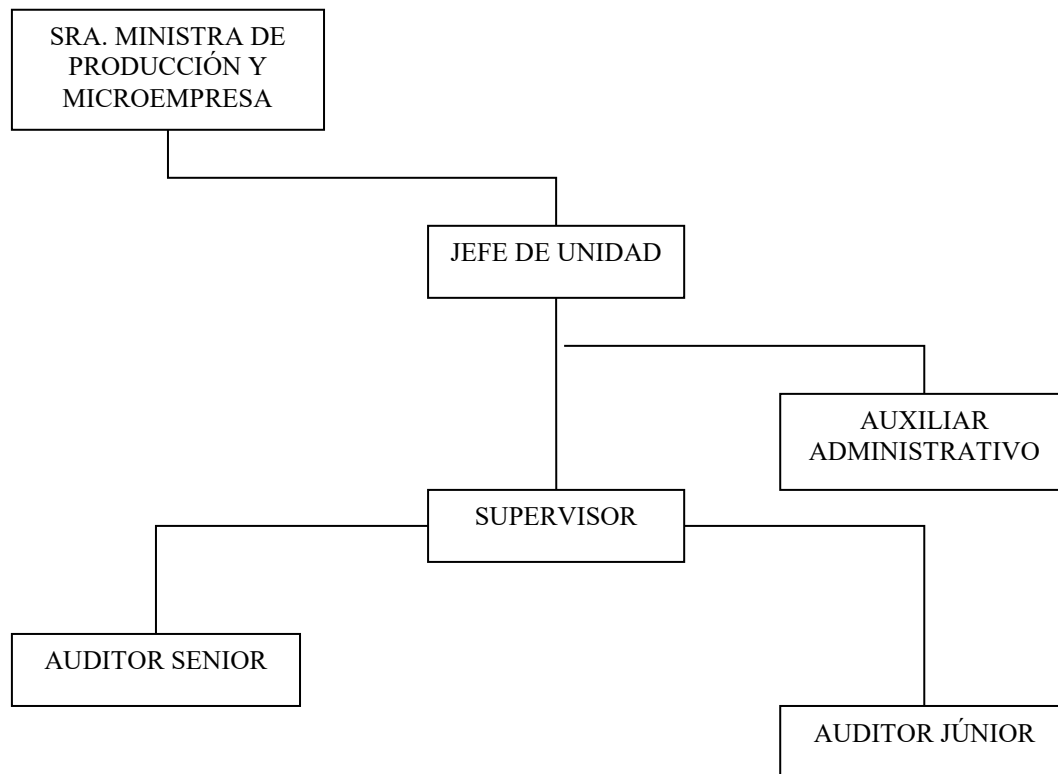 SRA. MINISTRA DE
PRODUCCIÓN Y
MICROEMPRESA
JEFE DE UNIDAD
AUXILIAR
ADMINISTRATIVO
SUPERVISOR
AUDITOR SENIOR
AUDITOR JÚNIOR